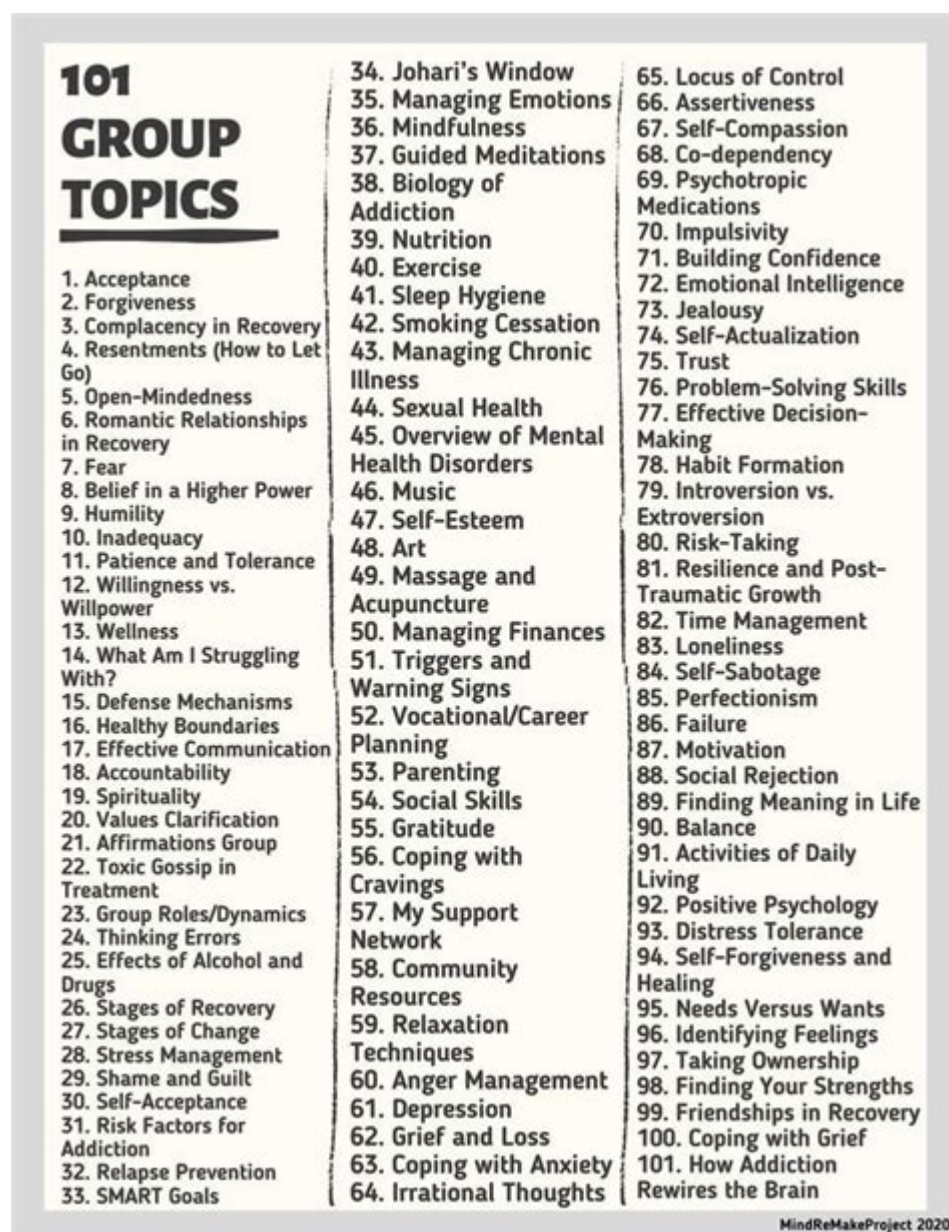 101
GROUP
TOPICS
1. Acceptance
2. Forgiveness
3. Complacency in Recovery
4. Resentments (How to Let
Go)
5. Open-Mindedness
6. Romantic Relationships
in Recovery
7. Fear
8. Belief in a Higher Power
9. Humility
10. Inadequacy
11. Patience and Tolerance
12. Willingness vs.
Willpower
13. Wellness
14. What Am I Struggling
With?
15. Defense Mechanisms
16. Healthy Boundaries
17. Effective Communication
18. Accountability
19. Spirituality
20. Values Clarification
21. Affirmations Group
22. Toxic Gossip in
Treatment
23. Group Roles/Dynamics
24. Thinking Errors
25. Effects of Alcohol and
Drugs
26. Stages of Recovery
27. Stages of Change
28. Stress Management
29. Shame and Guilt
30. Self-Acceptance
31. Risk Factors for
Addiction
32. Relapse Prevention
33. SMART Goals
34. Johari's Window
35. Managing Emotions
36. Mindfulness
37. Guided Meditations
38. Biology of
Addiction
39. Nutrition
40. Exercise
41. Sleep Hygiene
42. Smoking Cessation
43. Managing Chronic
Illness
44. Sexual Health
45. Overview of Mental
Health Disorders
46. Music
47. Self-Esteem
48. Art
49. Massage and
Acupuncture
50. Managing Finances
51. Triggers and
Warning Signs
52. Vocational/Career
Planning
53. Parenting
54. Social Skills
55. Gratitude
56. Coping with
Cravings
57. My Support
Network
58. Community
Resources
59. Relaxation
Techniques
60. Anger Management
61. Depression
62. Grief and Loss
63. Coping with Anxiety
64. Irrational Thoughts
65. Locus of Control
66. Assertiveness
67. Self-Compassion
68. Co-dependency
69. Psychotropic
Medications
70. Impulsivity
71. Building Confidence
72. Emotional Intelligence
73. Jealousy
74. Self-Actualization
75. Trust
76. Problem-Solving Skills
77. Effective Decision-
Making
78. Habit Formation
79. Introversion vs.
Extroversion
80. Risk-Taking
81. Resilience and Post-
Traumatic Growth
82. Time Management
83. Loneliness
84. Self-Sabotage
85. Perfectionism
86. Failure
87. Motivation
88. Social Rejection
89. Finding Meaning in Life
90. Balance
91. Activities of Daily
Living
92. Positive Psychology
93. Distress Tolerance
94. Self-Forgiveness and
Healing
95. Needs Versus Wants
96. Identifying Feelings
97. Taking Ownership
98. Finding Your Strengths
99. Friendships in Recovery
100. Coping with Grief
101. How Addiction
Rewires the Brain
MindReMakeProject 2020